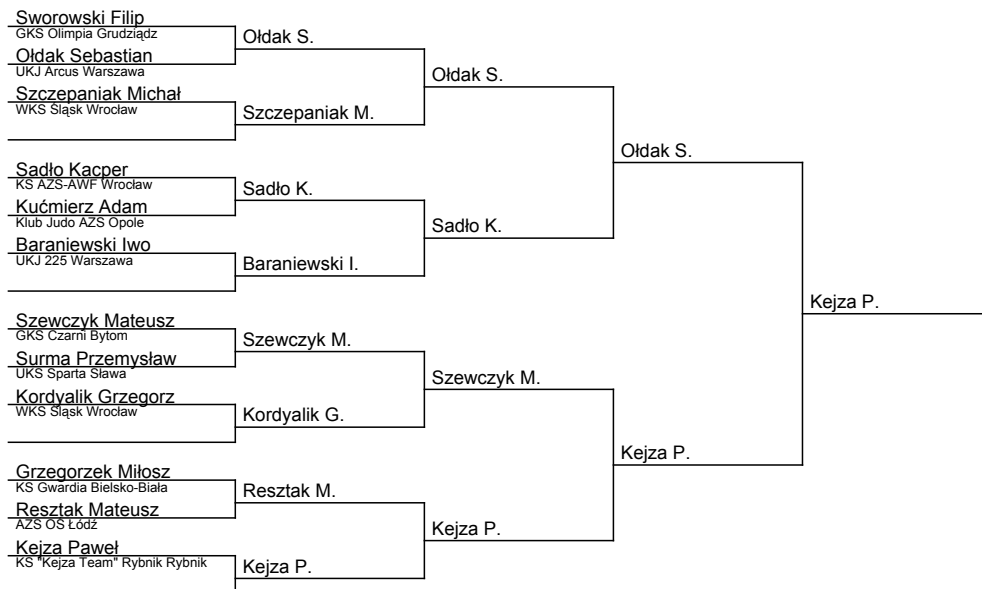 Sworowski Filip
GKS Olimpia Grudziądz
Ołdak Sebastian
UKJ Arcus Warszawa
Szczepaniak Michał
WKS Śląsk Wrocław
Sadło Kacper
KS AZS-AWF Wrocław
Kućmierz Adam
Klub Judo AZS Opole
Baraniewski Iwo
UKJ 225 Warszawa
Szewczyk Mateusz
GKS Czarni Bytom
Surma Przemysław
UKS Sparta Sława
Kordyalik Grzegorz
WKS Śląsk Wrocław
Grzegorzek Miłosz
KS Gwardia Bielsko-Biała
Resztak Mateusz
AZS OŚ Łódź
Kejza Paweł
KS "Kejza Team" Rybnik Rybnik
Ołdak S.
Szczepaniak M.
Sadło K.
Baraniewski I.
Szewczyk M.
Kordyalik G.
Resztak M.
Kejza P.
Ołdak S.
Sadło K.
Szewczyk M.
Kejza P.
Ołdak S.
Kejza P.
Kejza P.